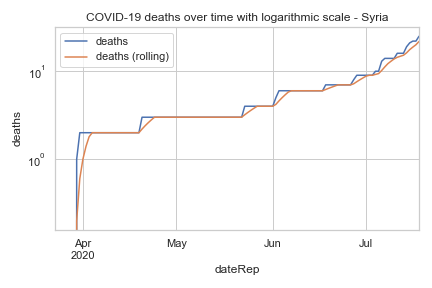 COVID-19 deaths over time with logarithmic scale - Syria
deaths
deaths (rolling)
10¹
10⁰
deaths
Apr
2020
May
Jun
Jul
dateRep